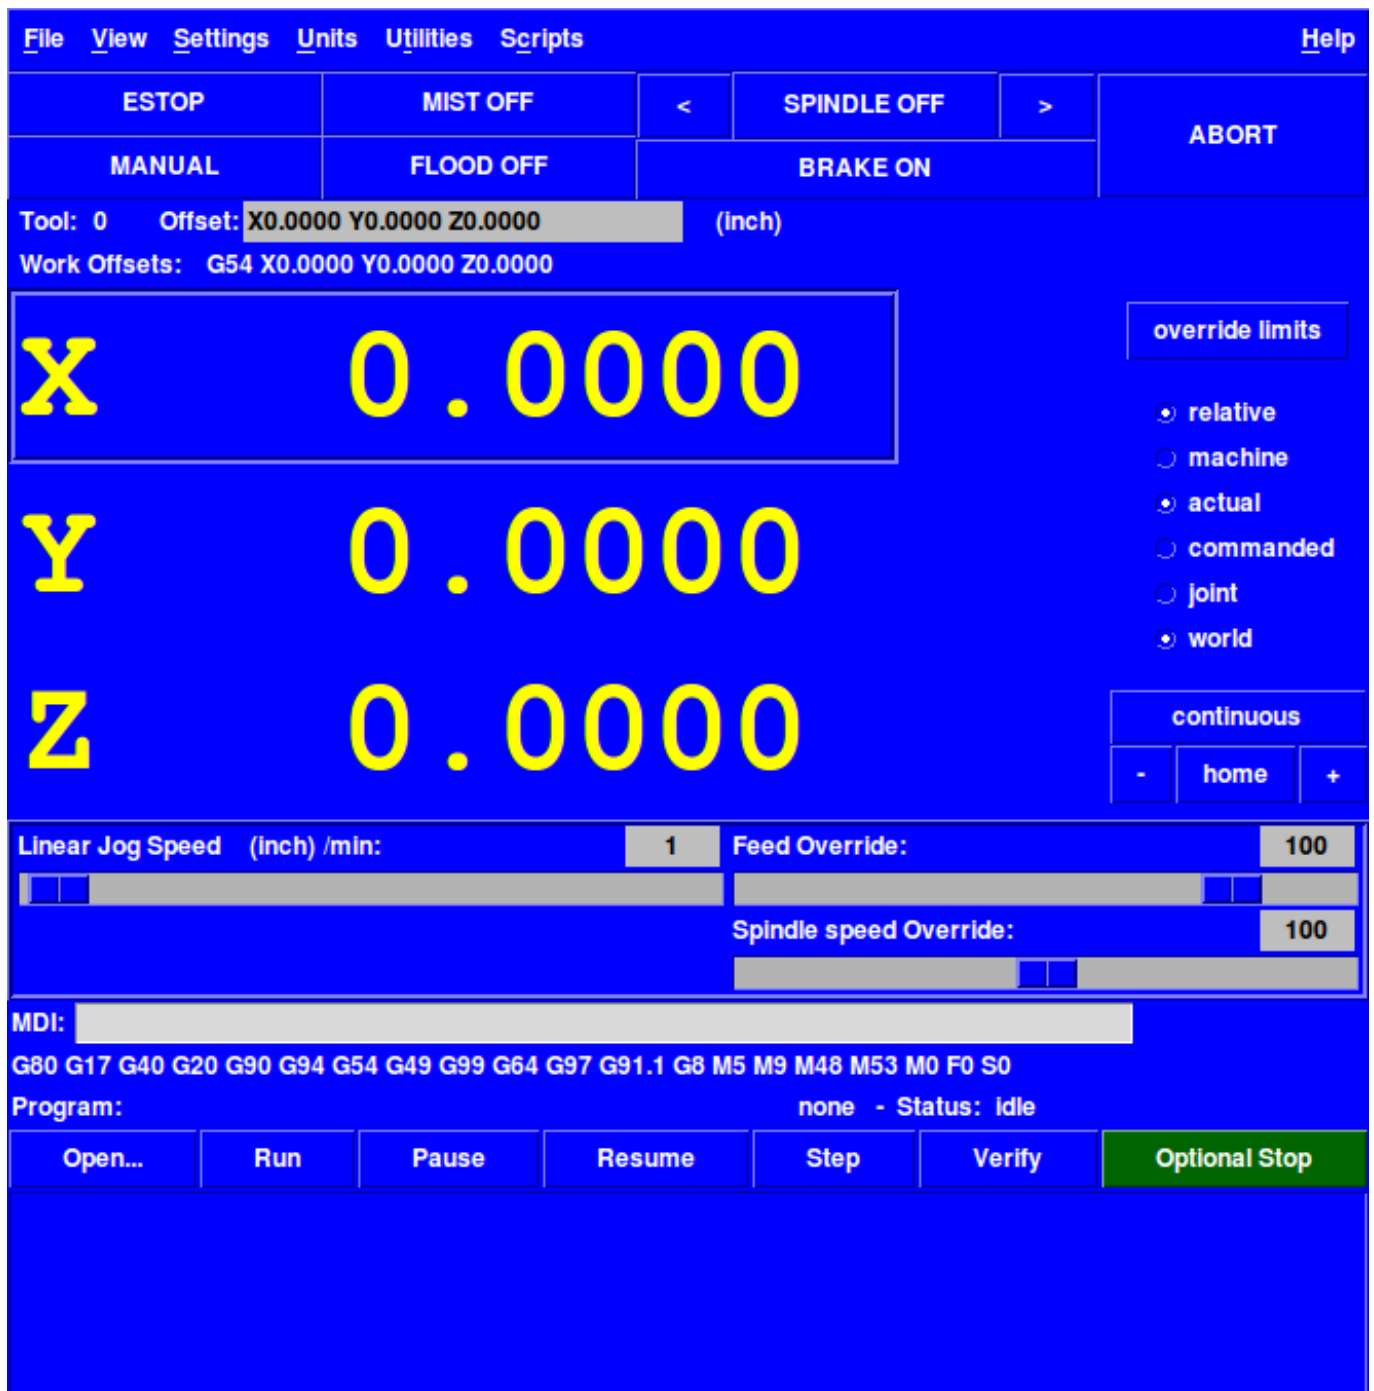 File View Settings Units Utilities Scripts Help
ESTOP MIST OFF < SPINDLE OFF > ABORT
MANUAL FLOOD OFF BRAKE ON
Tool: 0 Offset: X0.0000 Y0.0000 Z0.0000 (inch)
Work Offsets: G54 X0.0000 Y0.0000 Z0.0000
X 0.0000
Y 0.0000
Z 0.0000
override limits
relative
machine
actual
commanded
joint
world
continuous
- home +
Linear Jog Speed (inch) /min: 1 Feed Override: 100
Spindle speed Override: 100
MDI:
G80 G17 G40 G20 G90 G94 G54 G49 G99 G64 G97 G91.1 G8 M5 M9 M48 M53 M0 F0 S0
Program: none - Status: idle
Open... Run Pause Resume Step Verify Optional Stop